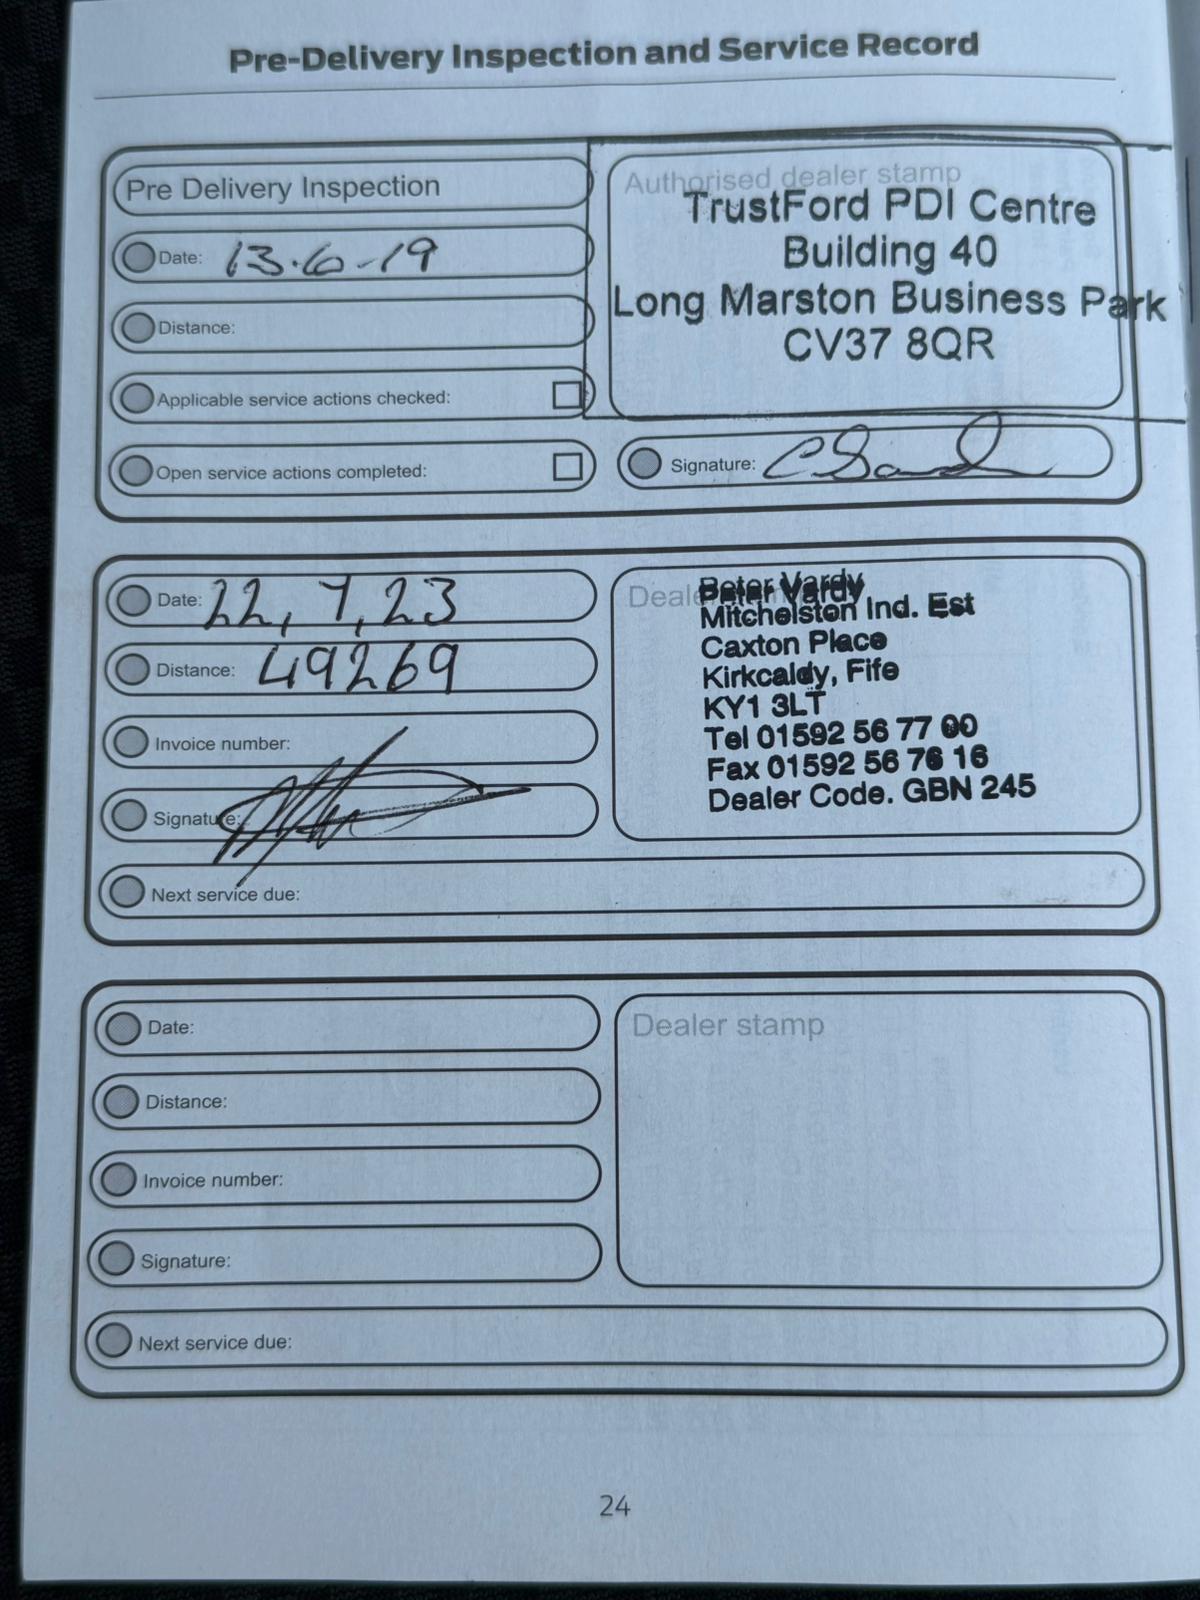 Pre-Delivery Inspection and Service Record
Pre Delivery Inspection
Date: 13.6-19
Distance:
Applicable service actions checked:
Open service actions completed:
Authorised dealer stamp
TrustFord PDI Centre
Building 40
Long Marston Business Park
CV37 8QR
Signature:
Date: 22,7,23
Distance: 49269
Invoice number:
Signature:
Next service due:
Peter Vardy
Mitchelston Ind. Est
Caxton Place
Kirkcaldy, Fife
KY1 3LT
Tel 01592 56 77 00
Fax 01592 56 76 16
Dealer Code. GBN 245
Date:
Distance:
Invoice number:
Signature:
Next service due:
Dealer stamp
24